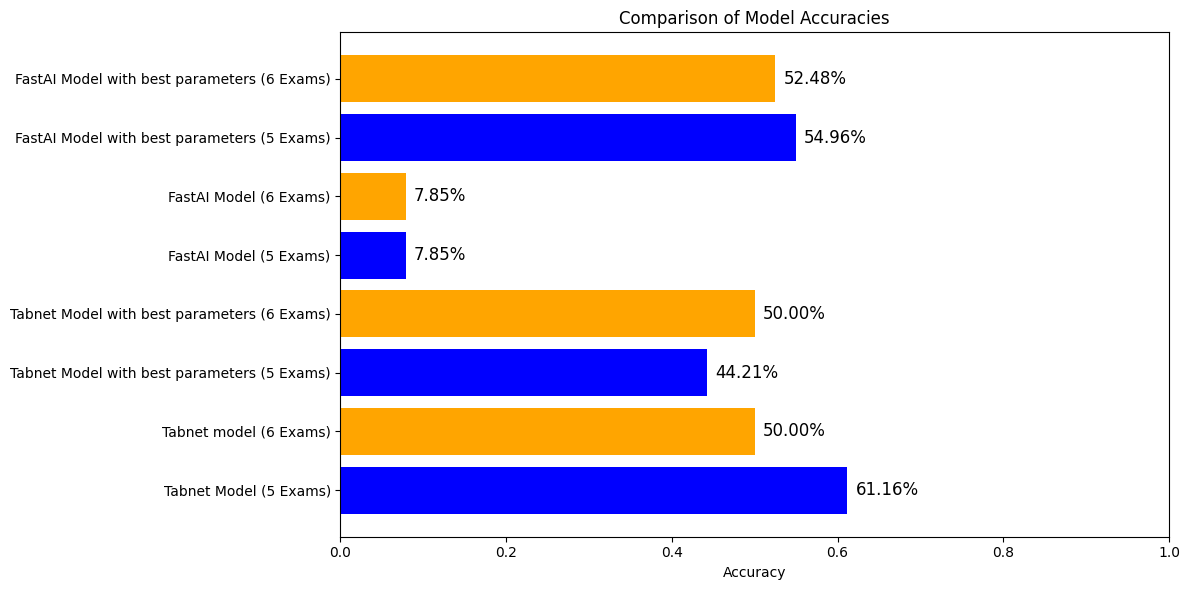 Comparison of Model Accuracies
FastAI Model with best parameters (6 Exams)
52.48%
FastAI Model with best parameters (5 Exams)
54.96%
FastAI Model (6 Exams)
7.85%
FastAI Model (5 Exams)
7.85%
Tabnet Model with best parameters (6 Exams)
50.00%
Tabnet Model with best parameters (5 Exams)
44.21%
Tabnet model (6 Exams)
50.00%
Tabnet Model (5 Exams)
61.16%
0.0 0.2 0.4 0.6 0.8 1.0
Accuracy